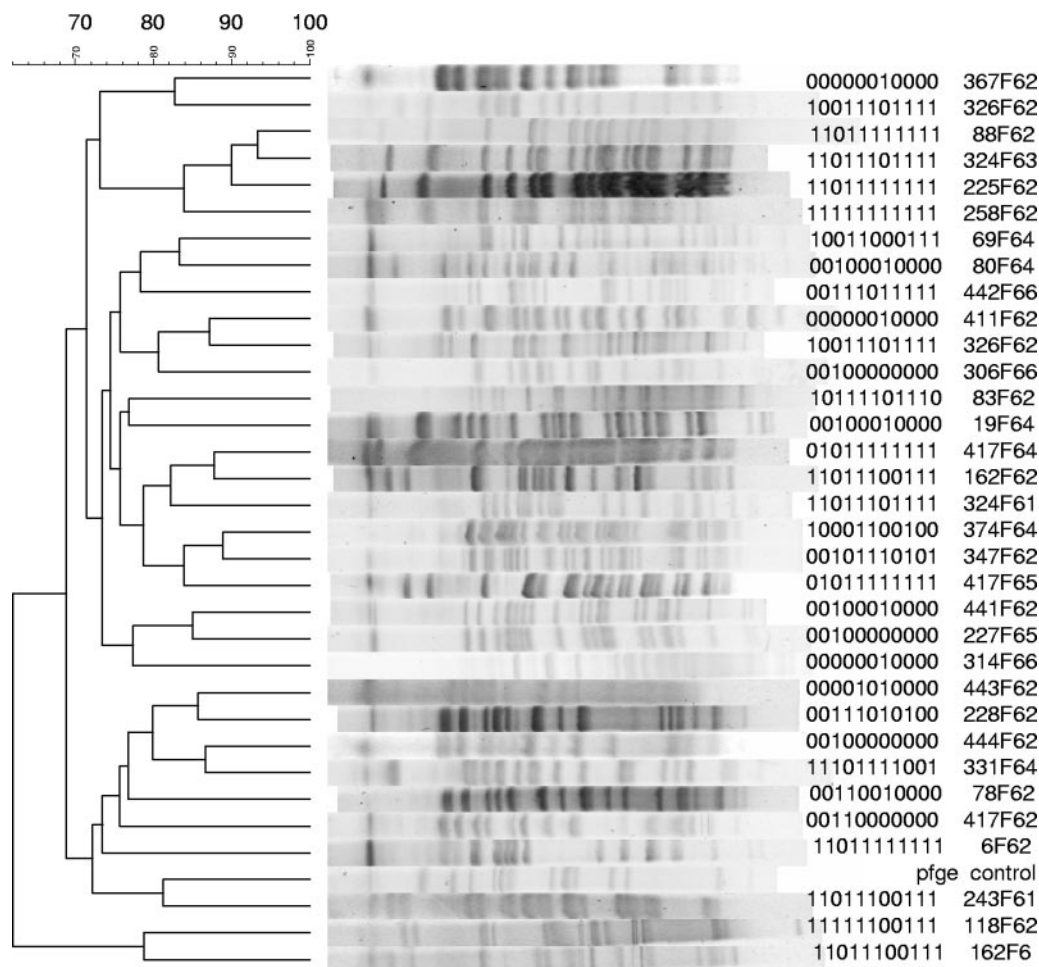 70 80 90 100
70 80 90 100
00000010000 367F62
10011101111 326F62
11011111111 88F62
11011101111 324F63
11011111111 225F62
11111111111 258F62
10011000111 69F64
00100010000 80F64
00111011111 442F66
00000010000 411F62
10011101111 326F62
00100000000 306F66
10111101110 83F62
00100010000 19F64
01011111111 417F64
11011100111 162F62
11011101111 324F61
10001100100 374F64
00101110101 347F62
01011111111 417F65
00100010000 441F62
00100000000 227F65
00000010000 314F66
00001010000 443F62
00111010100 228F62
00100000000 444F62
11101111001 331F64
00110010000 78F62
00110000000 417F62
11011111111 6F62
pfge control
11011100111 243F61
11111100111 118F62
11011100111 162F6